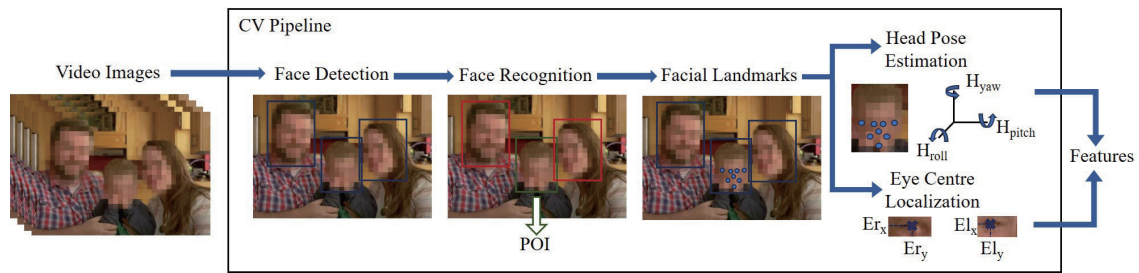 CV Pipeline
Video Images
Face Detection
Face Recognition
Facial Landmarks
Head Pose
Estimation
Hyaw
Hpitch
Hroll
Eye Centre
Localization
Erx
Ery
Elx
Ely
Features
POI